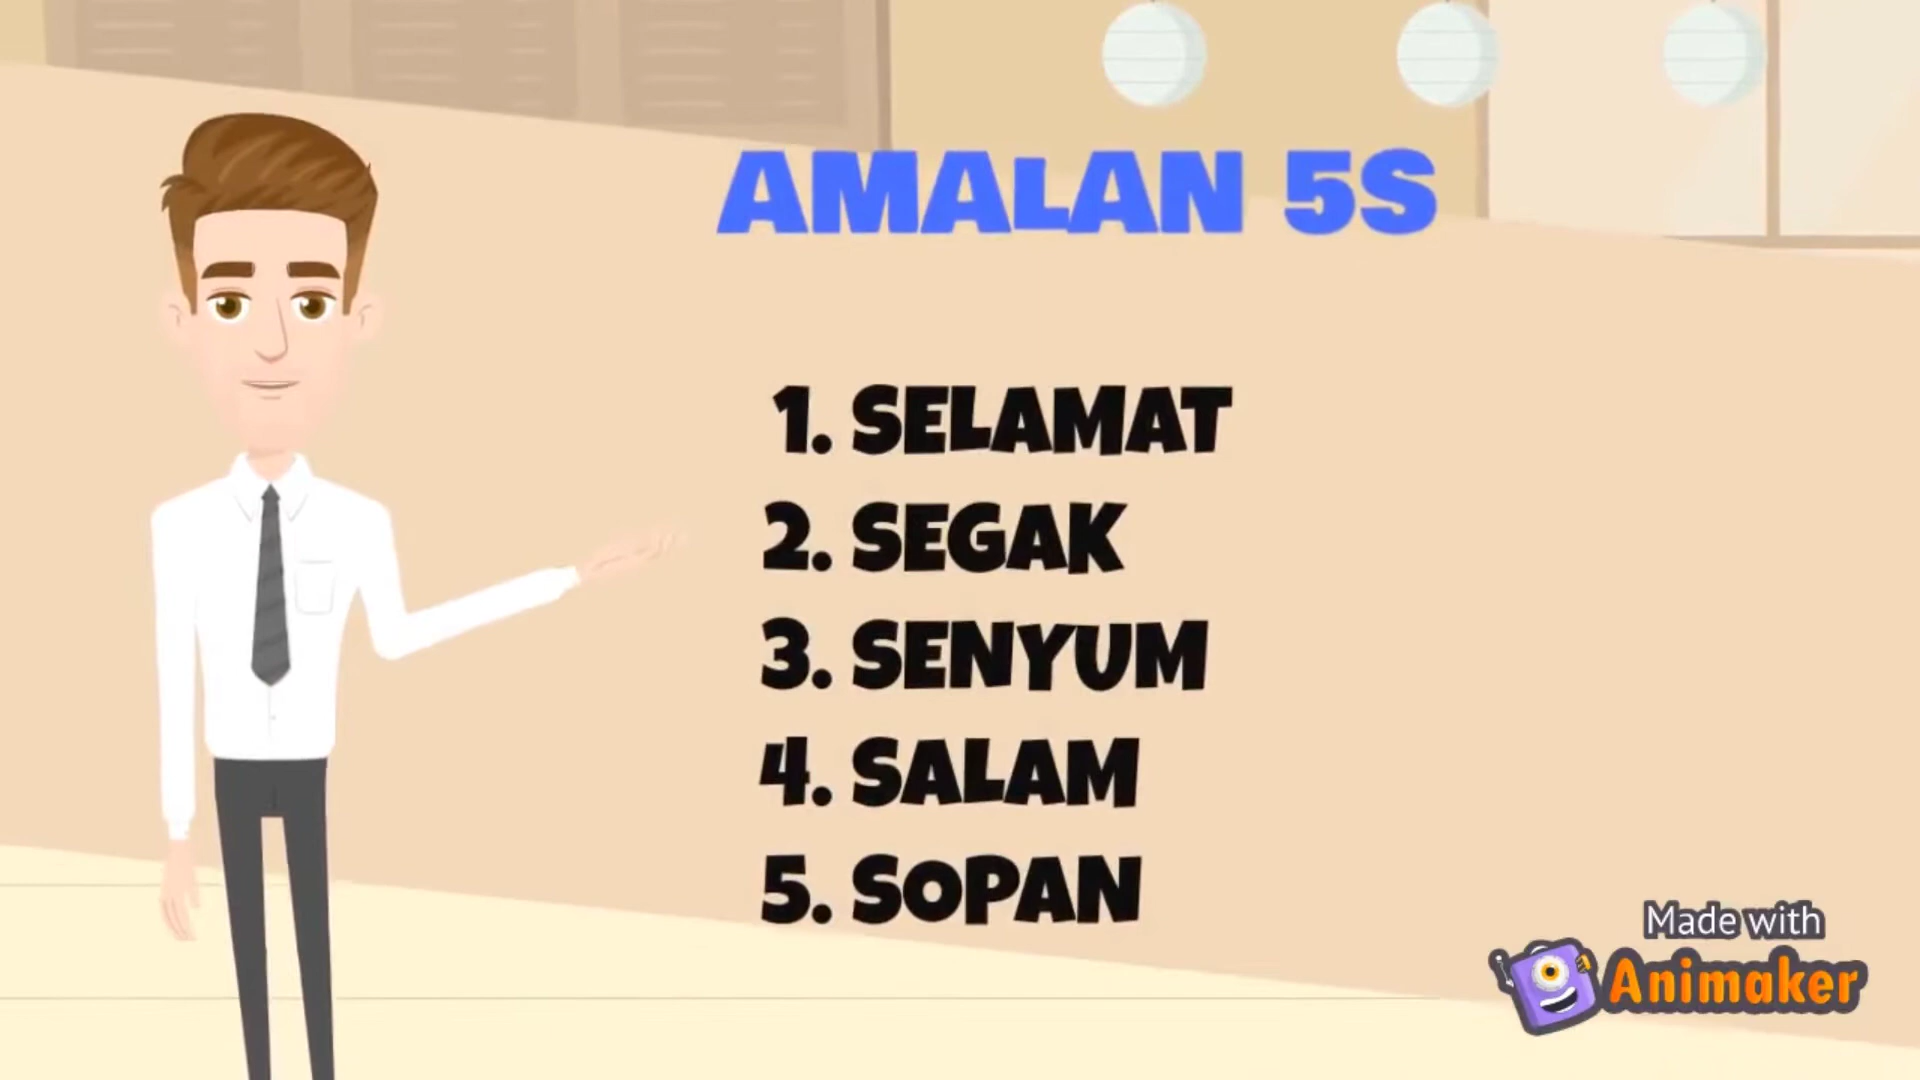 AMALAN 5S
1. SELAMAT
2. SEGAK
3. SENYUM
4. SALAM
5. SOPAN
Made with
Animaker